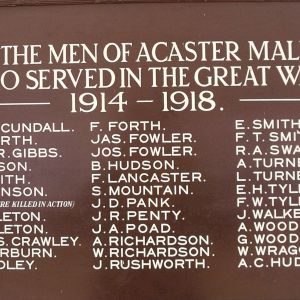 THE MEN OF ACASTER MAL
O SERVED IN THE GREAT W
1914 – 1918.
CUNDALL. F. FORTH. E. SMITH
RTH. JAS. FOWLER. F. T. SMI
R. GIBBS. JOS. FOWLER. R. A. SWA
SON. B. HUDSON. A. TURNE
ITH. F. LANCASTER. L. TURNE
NSON. S. MOUNTAIN. E. H. TYL
ERE KILLED IN ACTION) J. D. PANK. F. W. TYL
LETON. J. R. PENTY. J. WALKE
LETON. J. A. POAD. A. WOOD
S. CRAWLEY. A. RICHARDSON. G. WOOD
RBURN. W. RICHARDSON. W. WRAG
DLEY. J. RUSHWORTH. A. C. HUD